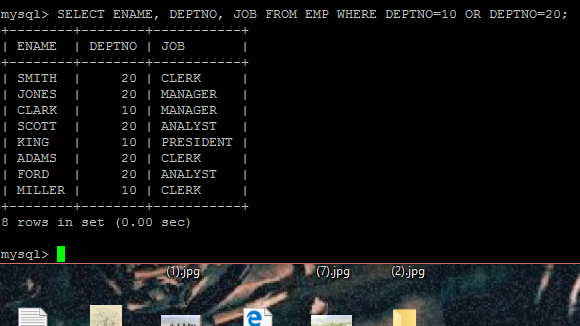 mysql> SELECT ENAME, DEPTNO, JOB FROM EMP WHERE DEPTNO=10 OR DEPTNO=20;
+--------+--------+-----------+
| ENAME  | DEPTNO | JOB       |
+--------+--------+-----------+
| SMITH  |     20 | CLERK     |
| JONES  |     20 | MANAGER   |
| CLARK  |     10 | MANAGER   |
| SCOTT  |     20 | ANALYST   |
| KING   |     10 | PRESIDENT |
| ADAMS  |     20 | CLERK     |
| FORD   |     20 | ANALYST   |
| MILLER |     10 | CLERK     |
+--------+--------+-----------+
8 rows in set (0.00 sec)
mysql>
(1).jpg (7).jpg (2).jpg